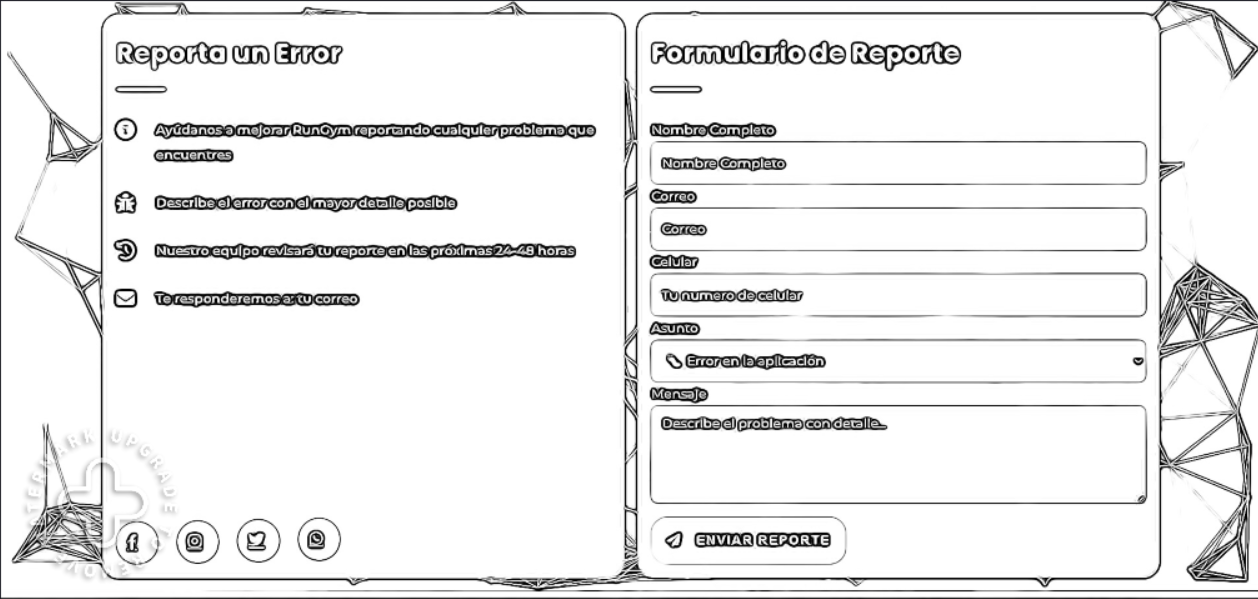 Reporta un Error
Ayúdanos a mejorar RunGym reportando cualquier problema que
encuentres
Describe el error con el mayor detalle posible
Nuestro equipo revisará tu reporte en las próximas 24-48 horas
Te responderemos a: tu correo
Formulario de Reporte
Nombre Completo
Nombre Completo
Correo
Correo
Celular
Tu numero de celular
Asunto
Error en la aplicación
Mensaje
Describe el problema con detalle...
ENVIAR REPORTE
UPGRADE